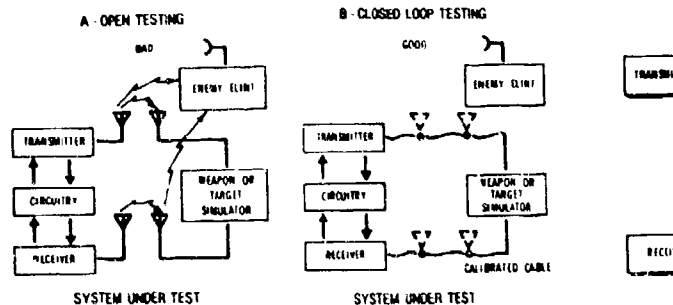 A - OPEN TESTING
BAD
ENEMY ELINT
TRANSMITTER
CIRCUITRY
RECEIVER
WEAPON OR
TARGET
SIMULATOR
SYSTEM UNDER TEST
B - CLOSED LOOP TESTING
GOOD
ENEMY ELINT
TRANSMITTER
CIRCUITRY
RECEIVER
WEAPON OR
TARGET
SIMULATOR
CALIBRATED CABLE
SYSTEM UNDER TEST